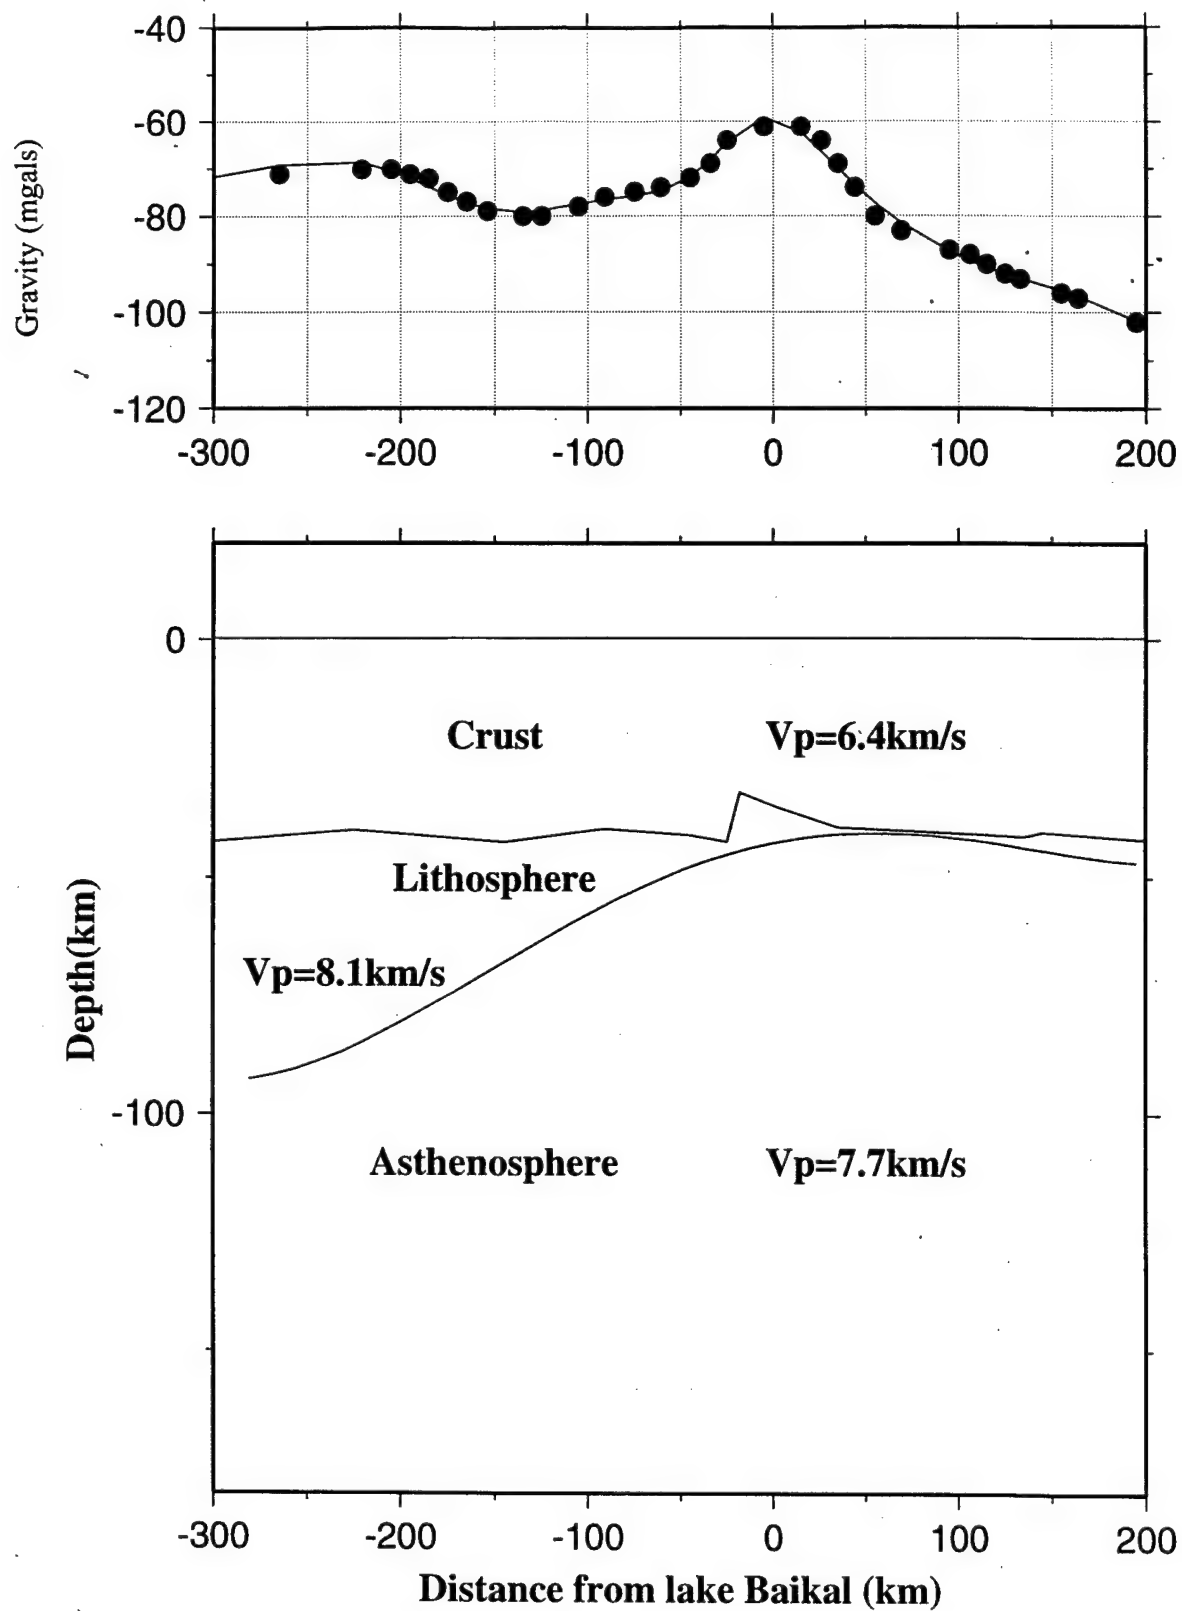 -40
-60
-80
-100
-120
Gravity (mgals)
-300 -200 -100 0 100 200
0
Crust Vp=6.4km/s
Lithosphere
Vp=8.1km/s
Depth(km)
-100
Asthenosphere Vp=7.7km/s
-300 -200 -100 0 100 200
Distance from lake Baikal (km)